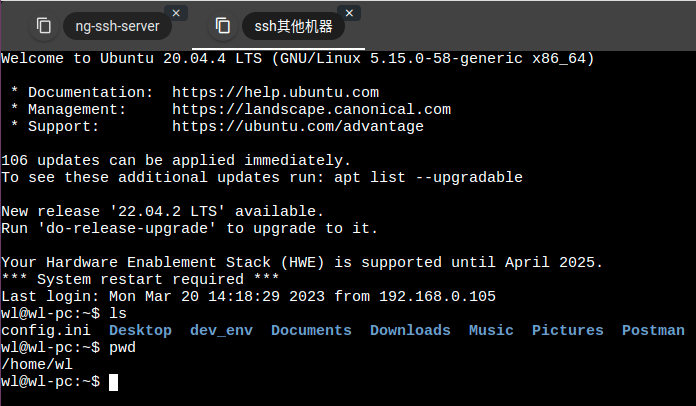 ng-ssh-server × ssh其他机器 ×
Welcome to Ubuntu 20.04.4 LTS (GNU/Linux 5.15.0-58-generic x86_64)
* Documentation:  https://help.ubuntu.com
* Management:     https://landscape.canonical.com
* Support:        https://ubuntu.com/advantage
106 updates can be applied immediately.
To see these additional updates run: apt list --upgradable
New release '22.04.2 LTS' available.
Run 'do-release-upgrade' to upgrade to it.
Your Hardware Enablement Stack (HWE) is supported until April 2025.
*** System restart required ***
Last login: Mon Mar 20 14:18:29 2023 from 192.168.0.105
wl@wl-pc:~$ ls
config.ini  Desktop  dev_env  Documents  Downloads  Music  Pictures  Postman
wl@wl-pc:~$ pwd
/home/wl
wl@wl-pc:~$